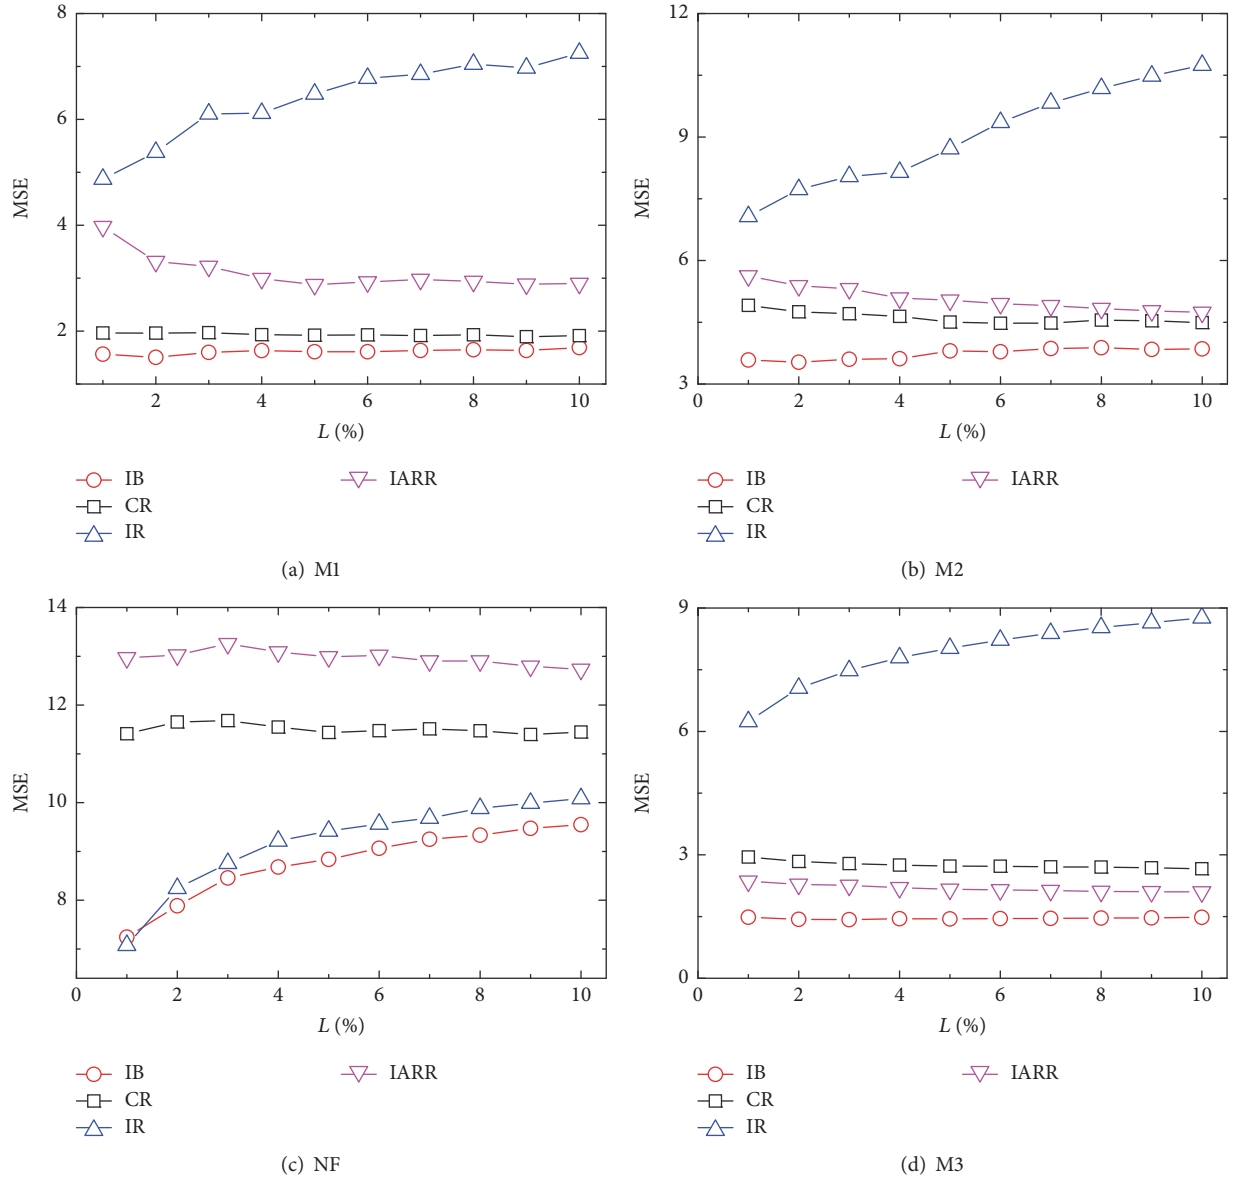 8
6
4
2
MSE
2
4
6
8
10
L (%)
IB
CR
IR
IARR
(a) M1
12
9
6
3
MSE
0
2
4
6
8
10
L (%)
IB
CR
IR
IARR
(b) M2
14
12
10
8
MSE
0
2
4
6
8
10
L (%)
IB
CR
IR
IARR
(c) NF
9
6
3
0
MSE
0
2
4
6
8
10
L (%)
IB
CR
IR
IARR
(d) M3